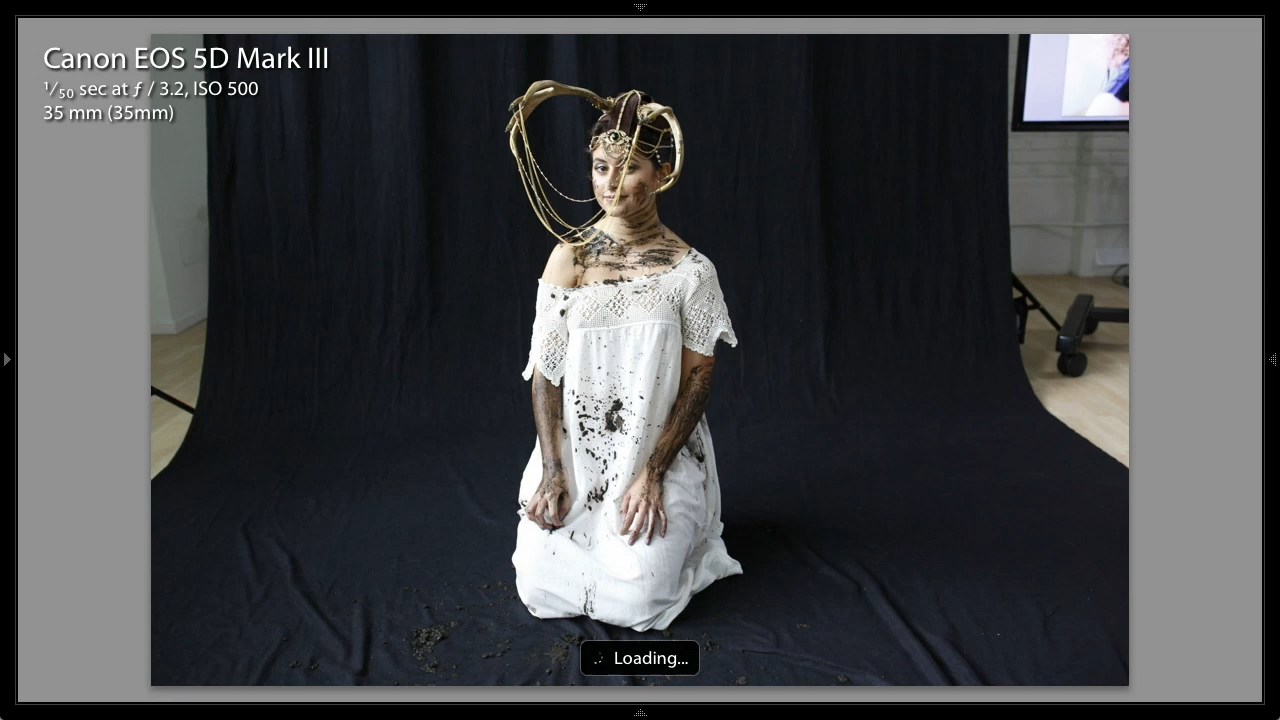 Canon EOS 5D Mark III
1/50 sec at ƒ / 3.2, ISO 500
35 mm (35mm)
Loading...